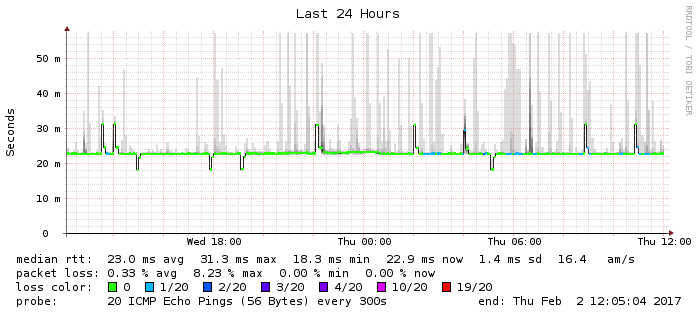 Last 24 Hours
RRDTOOL / TOBI OETIKER
Seconds
50 m
40 m
30 m
20 m
10 m
0
Wed 18:00 Thu 00:00 Thu 06:00 Thu 12:00
median rtt: 23.0 ms avg 31.3 ms max 18.3 ms min 22.9 ms now 1.4 ms sd 16.4 am/s
packet loss: 0.33 % avg 8.23 % max 0.00 % min 0.00 % now
loss color: 0 1/20 2/20 3/20 4/20 10/20 19/20
probe: 20 ICMP Echo Pings (56 Bytes) every 300s end: Thu Feb 2 12:05:04 2017